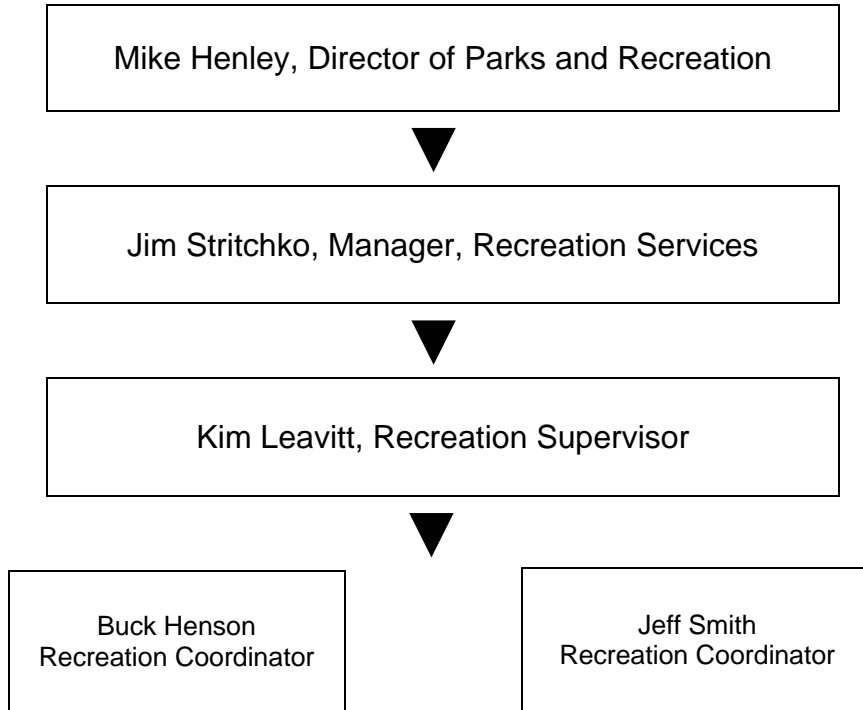 Mike Henley, Director of Parks and Recreation
Jim Stritchko, Manager, Recreation Services
Kim Leavitt, Recreation Supervisor
Buck Henson
Recreation Coordinator
Jeff Smith
Recreation Coordinator